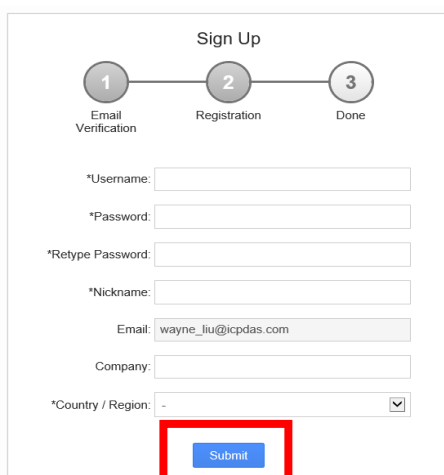 Sign Up
1 2 3
Email Registration Done
Verification
*Username:
*Password:
*Retype Password:
*Nickname:
Email: wayne_liu@icpdas.com
Company:
*Country / Region: -
Submit